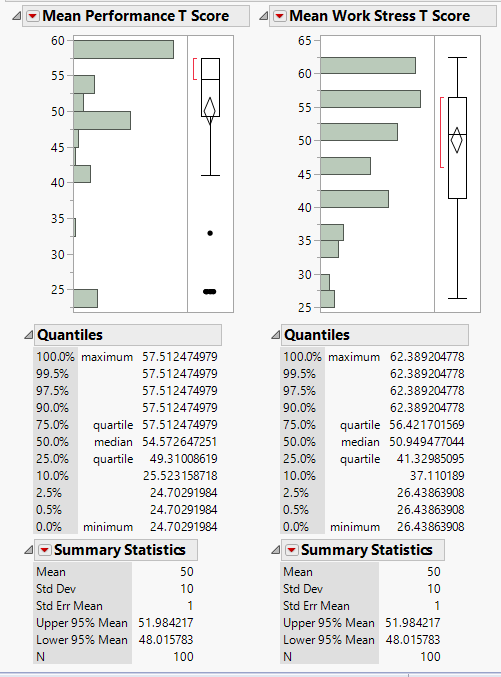 Mean Performance T Score
60
55
50
45
40
35
30
25
Quantiles
100.0% maximum 57.512474979
99.5% 57.512474979
97.5% 57.512474979
90.0% 57.512474979
75.0% quartile 57.512474979
50.0% median 54.572647251
25.0% quartile 49.31008619
10.0% 25.523158718
2.5% 24.70291984
0.5% 24.70291984
0.0% minimum 24.70291984
Summary Statistics
Mean 50
Std Dev 10
Std Err Mean 1
Upper 95% Mean 51.984217
Lower 95% Mean 48.015783
N 100
Mean Work Stress T Score
65
60
55
50
45
40
35
30
25
Quantiles
100.0% maximum 62.389204778
99.5% 62.389204778
97.5% 62.389204778
90.0% 62.389204778
75.0% quartile 56.421701569
50.0% median 50.949477044
25.0% quartile 41.32985095
10.0% 37.110189
2.5% 26.43863908
0.5% 26.43863908
0.0% minimum 26.43863908
Summary Statistics
Mean 50
Std Dev 10
Std Err Mean 1
Upper 95% Mean 51.984217
Lower 95% Mean 48.015783
N 100